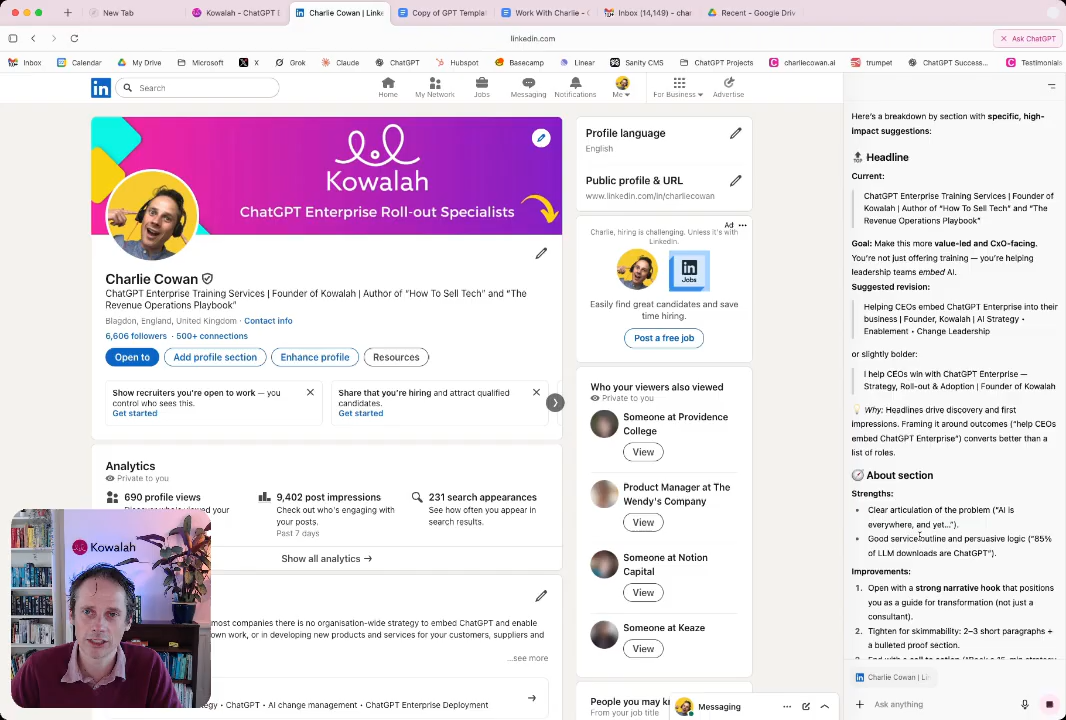 New Tab
Kowalah - ChatGPT E
Charlie Cowan | Linke
Copy of GPT Templa
Work With Charlie - G
Inbox (14,149) - char
Recent - Google Driv
linkedin.com
Ask ChatGPT
Inbox
Calendar
My Drive
Microsoft
X
Grok
Claude
ChatGPT
Hubspot
Basecamp
Linear
Sanity CMS
ChatGPT Projects
charliecowan.ai
trumpet
ChatGPT Success...
Testimonials
Search
Home
My Network
Jobs
Messaging
Notifications
Me
For Business
Advertise
Kowalah
ChatGPT Enterprise Roll-out Specialists
Charlie Cowan
ChatGPT Enterprise Training Services | Founder of Kowalah | Author of "How To Sell Tech" and "The
Revenue Operations Playbook"
Blagdon, England, United Kingdom · Contact info
6,606 followers · 500+ connections
Open to
Add profile section
Enhance profile
Resources
Show recruiters you're open to work — you
control who sees this.
Get started
Share that you're hiring and attract qualified
candidates.
Get started
Analytics
Private to you
690 profile views
9,402 post impressions
Check out who's engaging with
your posts.
Past 7 days
231 search appearances
See how often you appear in
search results.
Show all analytics →
Kowalah
most companies there is no organisation-wide strategy to embed ChatGPT and enable
own work, or in developing new products and services for your customers, suppliers and
...see more
• ChatGPT • AI change management • ChatGPT Enterprise Deployment
Profile language
English
Public profile & URL
www.linkedin.com/in/charliecowan
Ad
Charlie, hiring is challenging. Unless it's with
LinkedIn.
in
Jobs
Easily find great candidates and save
time hiring.
Post a free job
Who your viewers also viewed
Private to you
Someone at Providence
College
View
Product Manager at The
Wendy's Company
View
Someone at Notion
Capital
View
Someone at Keaze
View
People you may kn
From your job title
Messaging
Here's a breakdown by section with specific, high-
impact suggestions:
TOP
Headline
Current:
ChatGPT Enterprise Training Services | Founder of
Kowalah | Author of "How To Sell Tech" and "The
Revenue Operations Playbook"
Goal: Make this more value-led and CxO-facing.
You're not just offering training — you're helping
leadership teams embed AI.
Suggested revision:
Helping CEOs embed ChatGPT Enterprise into their
business | Founder, Kowalah | AI Strategy •
Enablement • Change Leadership
or slightly bolder:
I help CEOs win with ChatGPT Enterprise —
Strategy, Roll-out & Adoption | Founder of Kowalah
Why: Headlines drive discovery and first
impressions. Framing it around outcomes ("help CEOs
embed ChatGPT Enterprise") converts better than a
list of roles.
About section
Strengths:
• Clear articulation of the problem ("AI is
everywhere, and yet...").
• Good service outline and persuasive logic ("85%
of LLM downloads are ChatGPT").
Improvements:
1. Open with a strong narrative hook that positions
you as a guide for transformation (not just a
consultant).
2. Tighten for skimmability: 2–3 short paragraphs +
a bulleted proof section.
Charlie Cowan | Lin
Ask anything